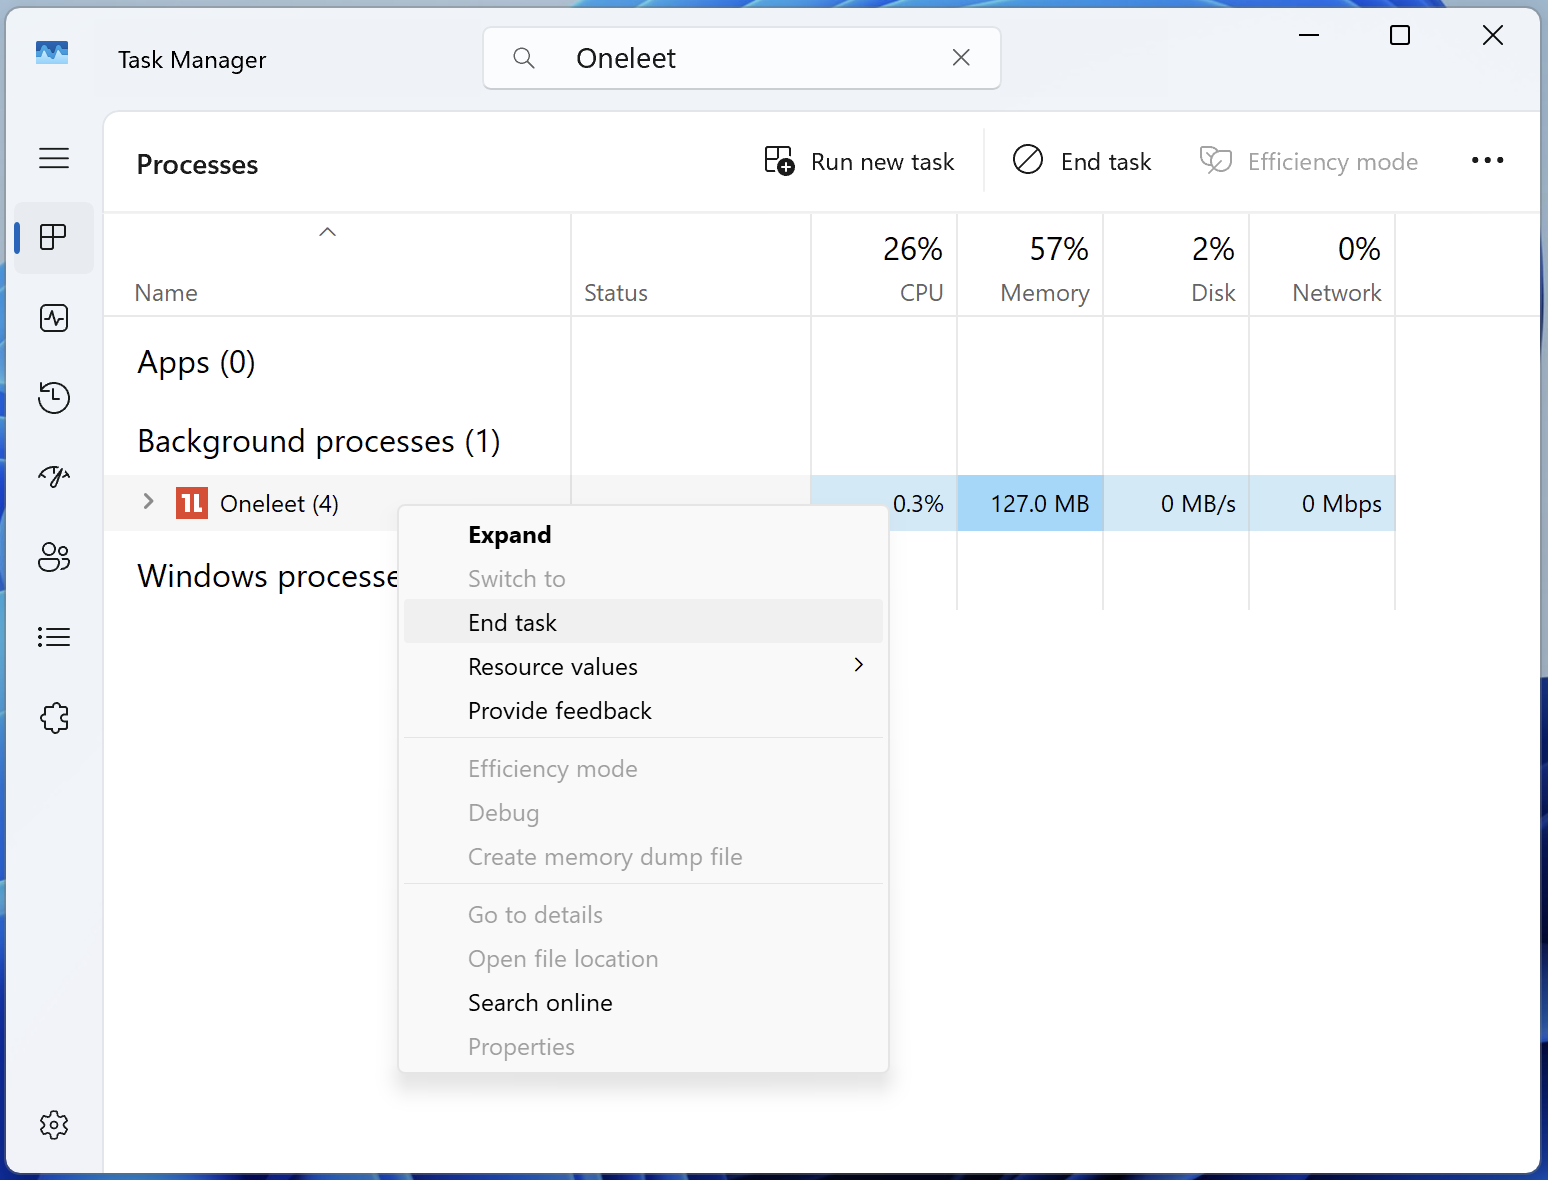 Task Manager
Oneleet
Processes
Run new task
End task
Efficiency mode
26% 57% 2% 0%
Name Status CPU Memory Disk Network
Apps (0)
Background processes (1)
Oneleet (4) 0.3% 127.0 MB 0 MB/s 0 Mbps
Windows processe
Expand
Switch to
End task
Resource values
Provide feedback
Efficiency mode
Debug
Create memory dump file
Go to details
Open file location
Search online
Properties